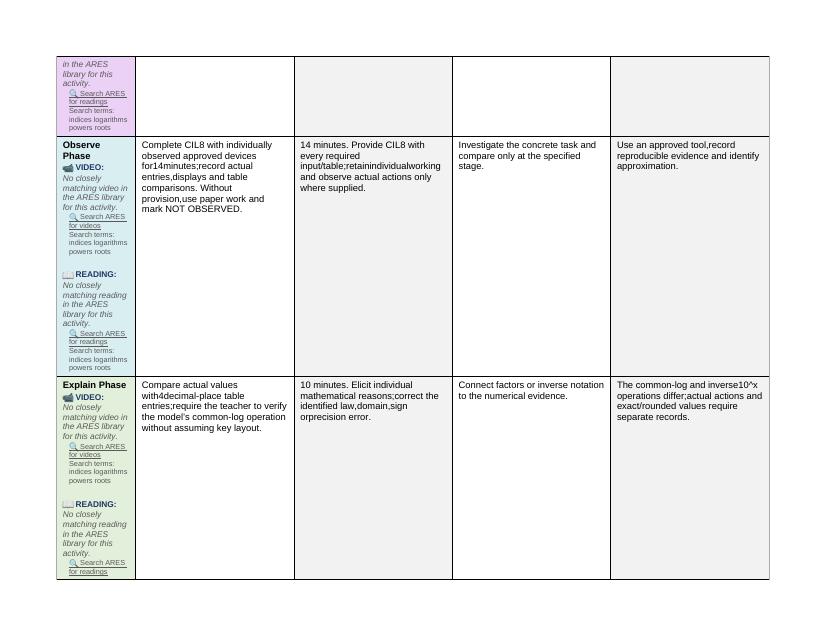 in the ARES
library for this
activity.
🔍 Search ARES
for readings
Search terms:
indices logarithms
powers roots
Observe
Phase
📹 VIDEO:
No closely
matching video in
the ARES library
for this activity.
🔍 Search ARES
for videos
Search terms:
indices logarithms
powers roots
📖 READING:
No closely
matching reading
in the ARES
library for this
activity.
🔍 Search ARES
for readings
Search terms:
indices logarithms
powers roots
Complete CIL8 with individually
observed approved devices
for14minutes;record actual
entries,displays and table
comparisons. Without
provision,use paper work and
mark NOT OBSERVED.
14 minutes. Provide CIL8 with
every required
input/table;retainindividualworking
and observe actual actions only
where supplied.
Investigate the concrete task and
compare only at the specified
stage.
Use an approved tool,record
reproducible evidence and identify
approximation.
Explain Phase
📹 VIDEO:
No closely
matching video in
the ARES library
for this activity.
🔍 Search ARES
for videos
Search terms:
indices logarithms
powers roots
📖 READING:
No closely
matching reading
in the ARES
library for this
activity.
🔍 Search ARES
for readings
Compare actual values
with4decimal-place table
entries;require the teacher to verify
the model's common-log operation
without assuming key layout.
10 minutes. Elicit individual
mathematical reasons;correct the
identified law,domain,sign
orprecision error.
Connect factors or inverse notation
to the numerical evidence.
The common-log and inverse10^x
operations differ;actual actions and
exact/rounded values require
separate records.